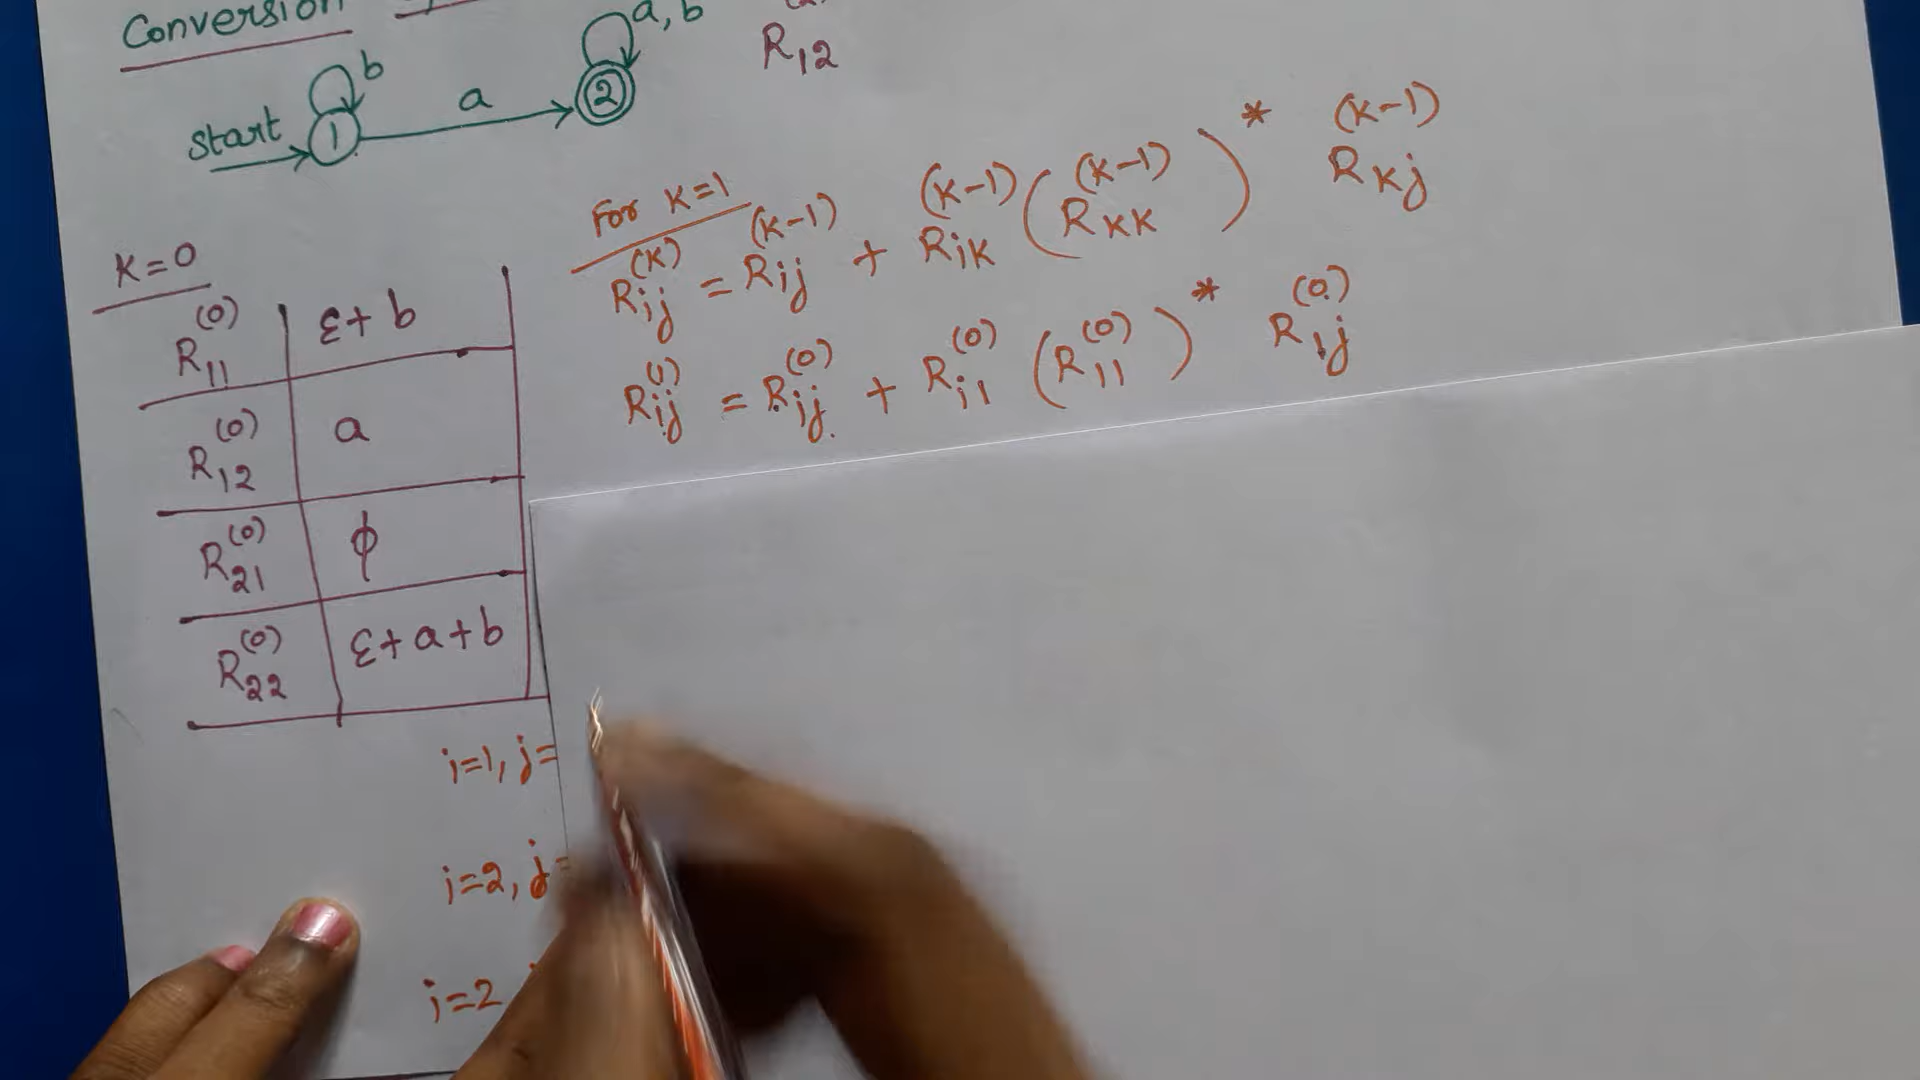 Conversion
a, b
b
a
start
1
2
R12
K=0
R11^(0) ε+b
R12^(0) a
R21^(0) ϕ
R22^(0) ε+a+b
For K=1
Rij^(K) = Rij^(K-1) + Rik^(K-1) (RKK^(K-1))* RKj^(K-1)
Rij^(1) = Rij^(0) + Ri1^(0) (R11^(0))* R1j^(0)
i=1, j=
i=2, j=
i=2